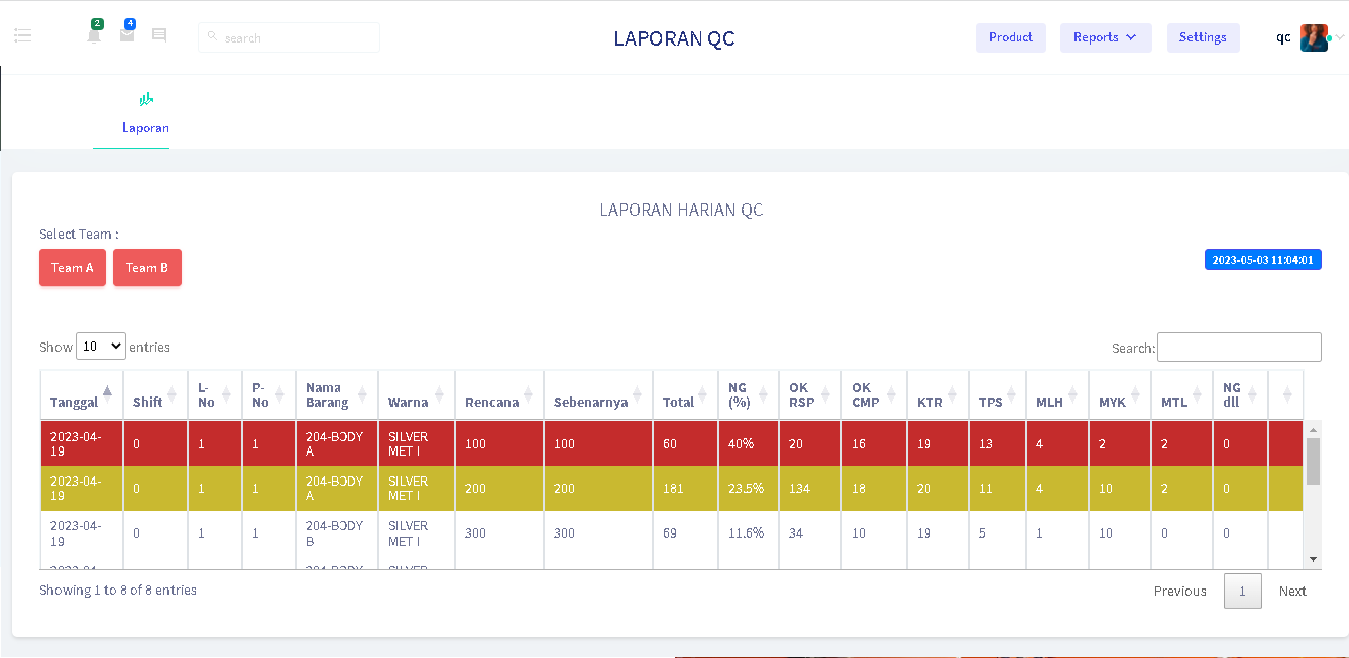 2 4
search
LAPORAN QC
Product Reports Settings qc
Laporan
LAPORAN HARIAN QC
Select Team :
Team A Team B
2023-05-03 11:04:01
Show 10 entries
Search:
Tanggal Shift L-No P-No Nama Barang Warna Rencana Sebenarnya Total NG (%) OK RSP OK CMP KTR TPS MLH MYK MTL NG dll
2023-04-19 0 1 1 204-BODY A SILVER MET I 100 100 60 40% 20 16 19 13 4 2 2 0
2023-04-19 0 1 1 204-BODY A SILVER MET I 200 200 181 23.5% 134 18 20 11 4 10 2 0
2023-04-19 0 1 1 204-BODY B SILVER MET I 300 300 69 11.6% 34 10 19 5 1 10 0 0
Showing 1 to 8 of 8 entries
Previous 1 Next